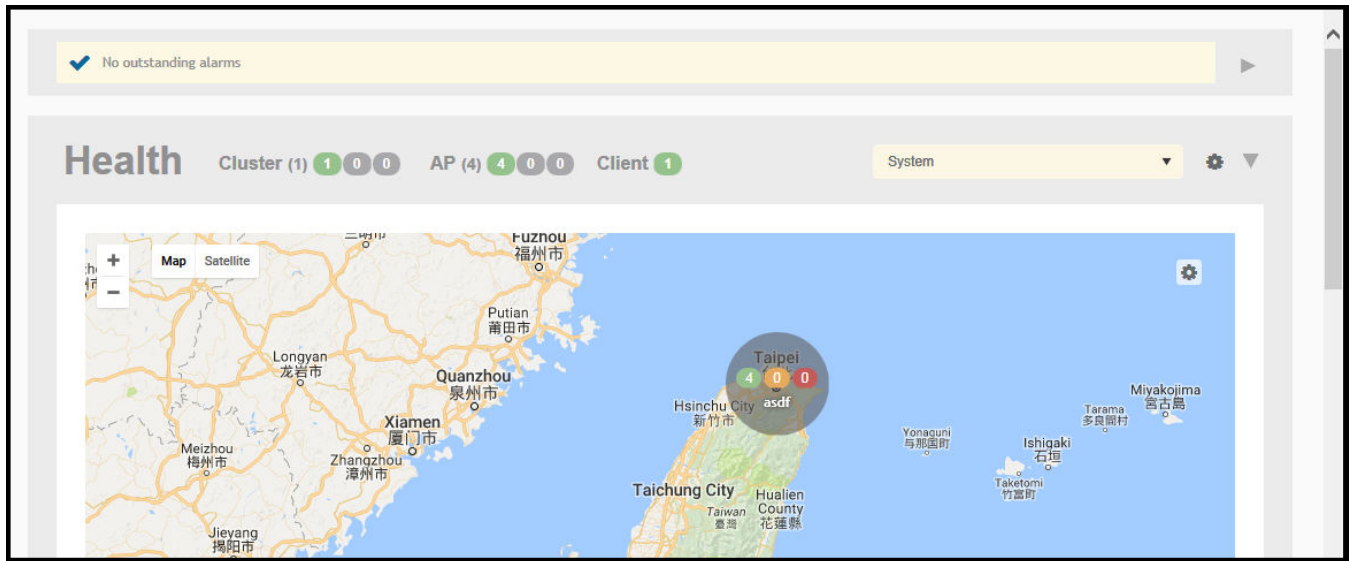 No outstanding alarms
Health
Cluster (1) 1 0 0
AP (4) 4 0 0
Client 1
System
+
Map Satellite
−
Fuzhou
福州市
Putian
莆田市
Longyan
龙岩市
Quanzhou
泉州市
Xiamen
厦门市
Meizhou
梅州市
Zhangzhou
漳州市
Jieyang
揭阳市
Taipei
4 0 0
asdf
Hsinchu City
新竹市
Taichung City
Hualien
County
花蓮縣
Taiwan
臺灣
Yonaguni
与那国町
Miyakojima
宮古島
Tarama
多良間村
Ishigaki
石垣
Taketomi
竹富町